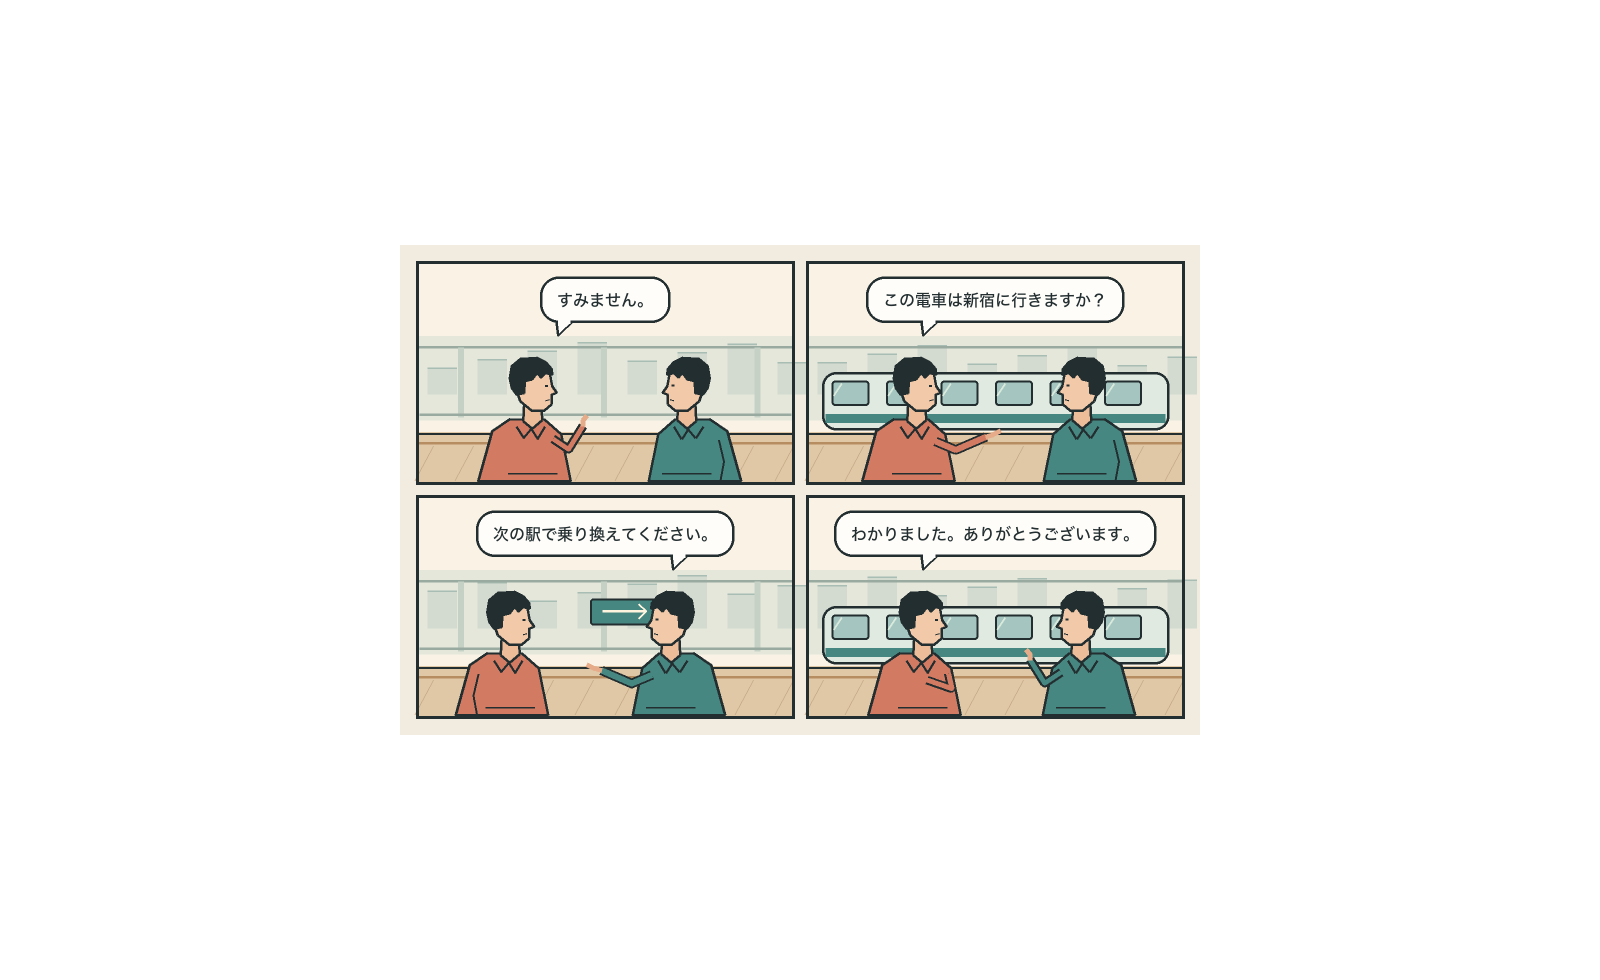 すみません。
この電車は新宿に行きますか？
次の駅で乗り換えてください。
わかりました。ありがとうございます。